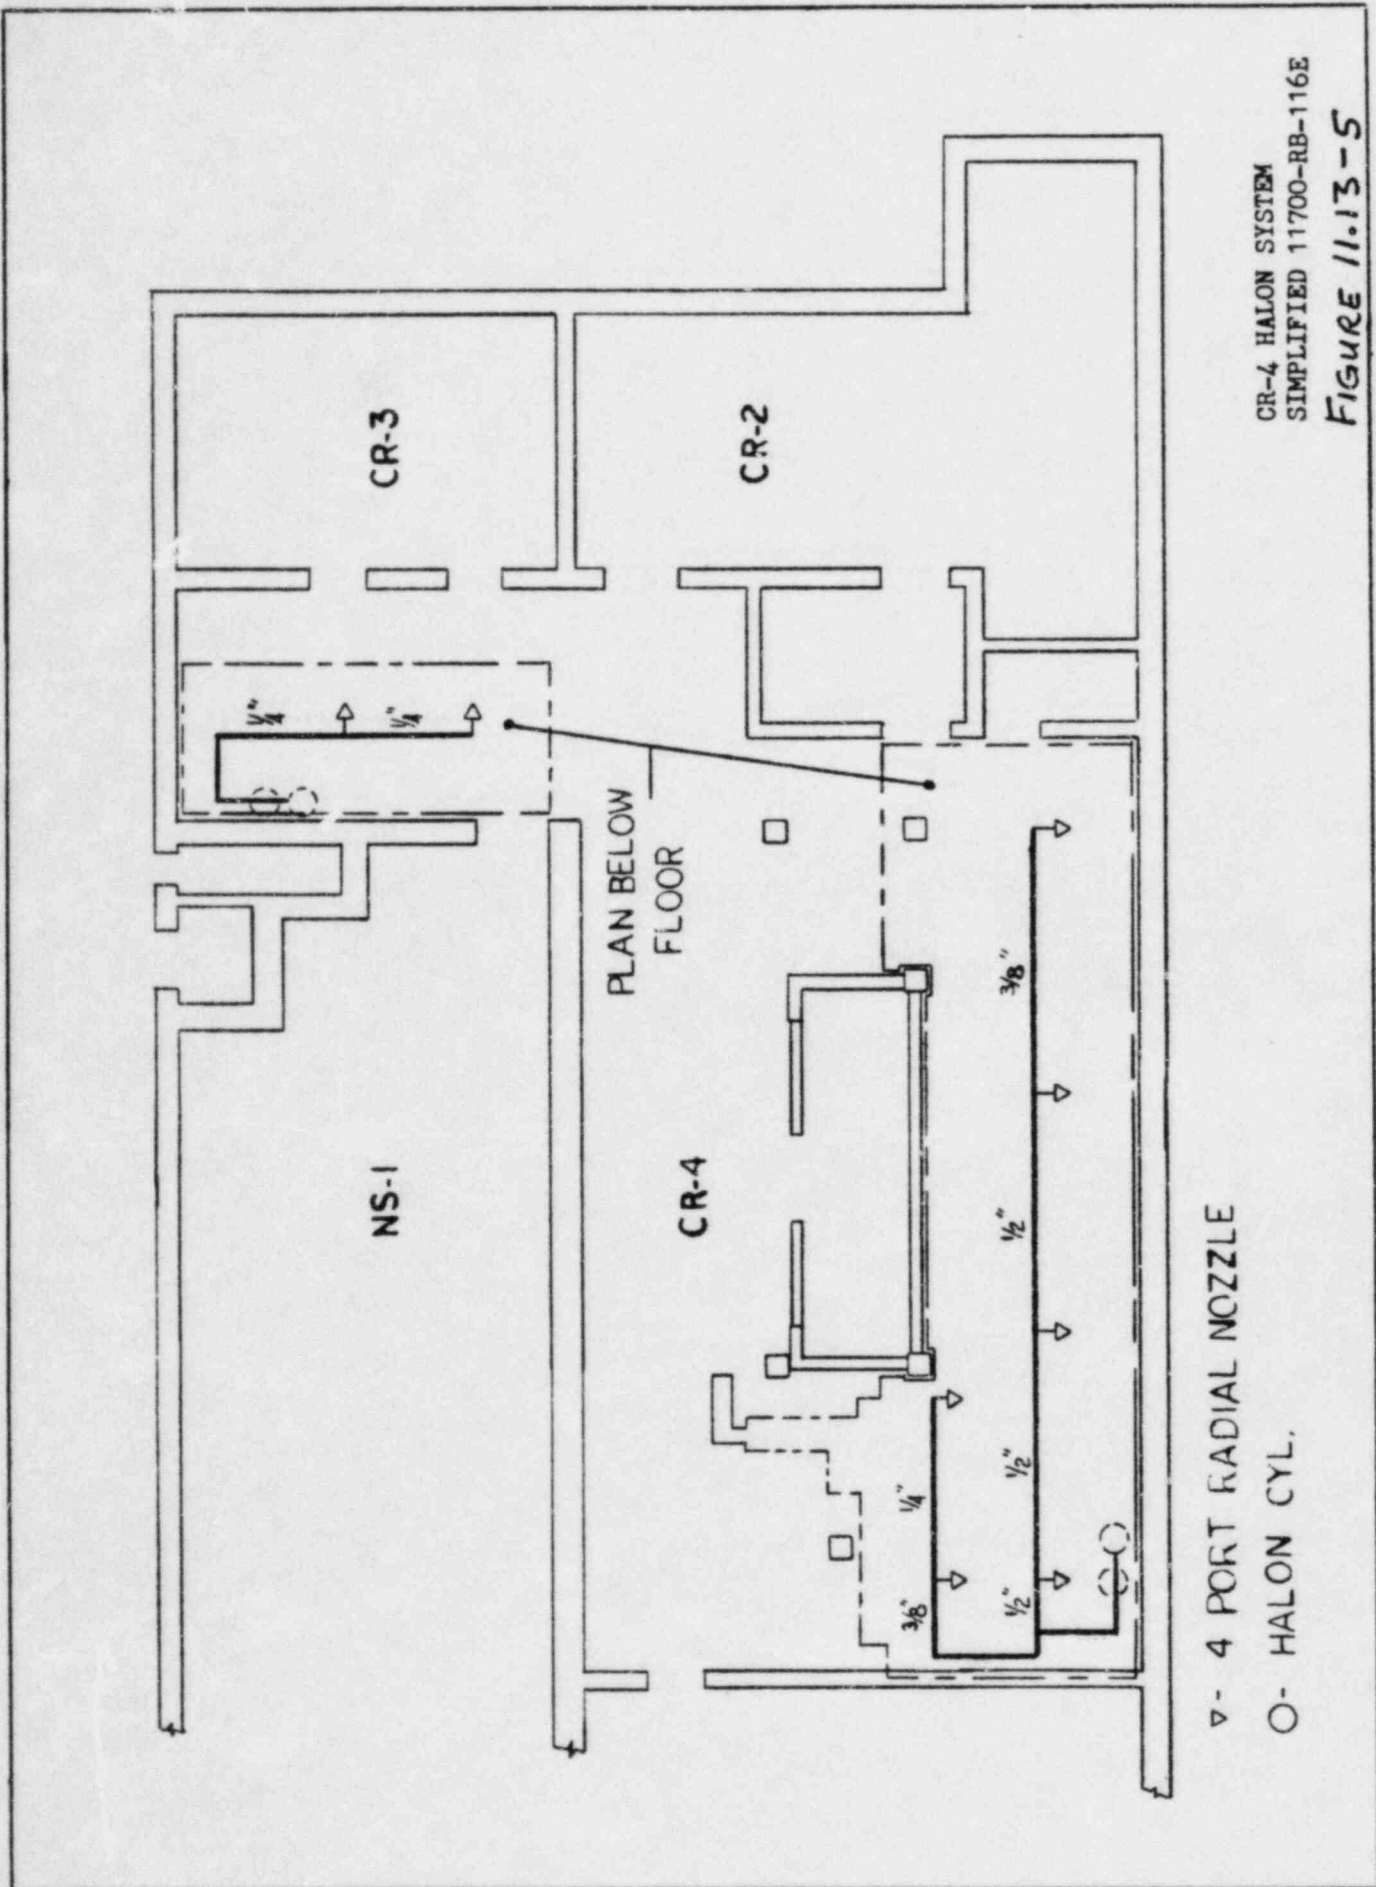 CR-3
CR-2
NS-1
CR-4
PLAN BELOW
FLOOR
1/4"
1/4"
3/8"
1/2"
1/2"
1/2"
1/4"
3/8"
▽- 4 PORT RADIAL NOZZLE
○- HALON CYL.
CR-4 HALON SYSTEM
SIMPLIFIED 11700-RB-116E
FIGURE 11.13-5